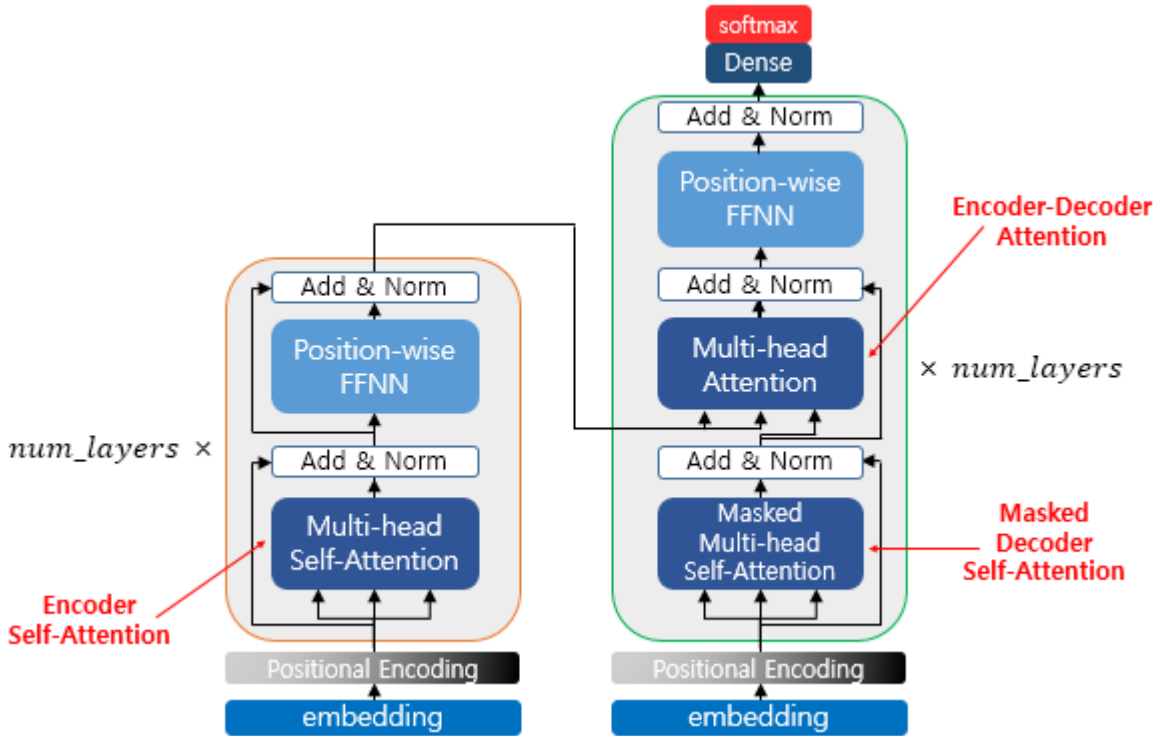 softmax
Dense
Add & Norm
Position-wise
FFNN
Encoder-Decoder
Attention
Add & Norm
Add & Norm
Position-wise
FFNN
Multi-head
Attention
× num_layers
num_layers ×
Add & Norm
Add & Norm
Multi-head
Self-Attention
Masked
Multi-head
Self-Attention
Masked
Decoder
Self-Attention
Encoder
Self-Attention
Positional Encoding
Positional Encoding
embedding
embedding